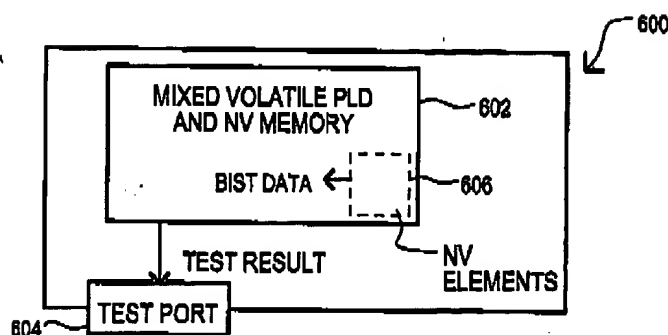 600
MIXED VOLATILE PLD
AND NV MEMORY
602
BIST DATA
606
TEST RESULT
NV
ELEMENTS
TEST PORT
604